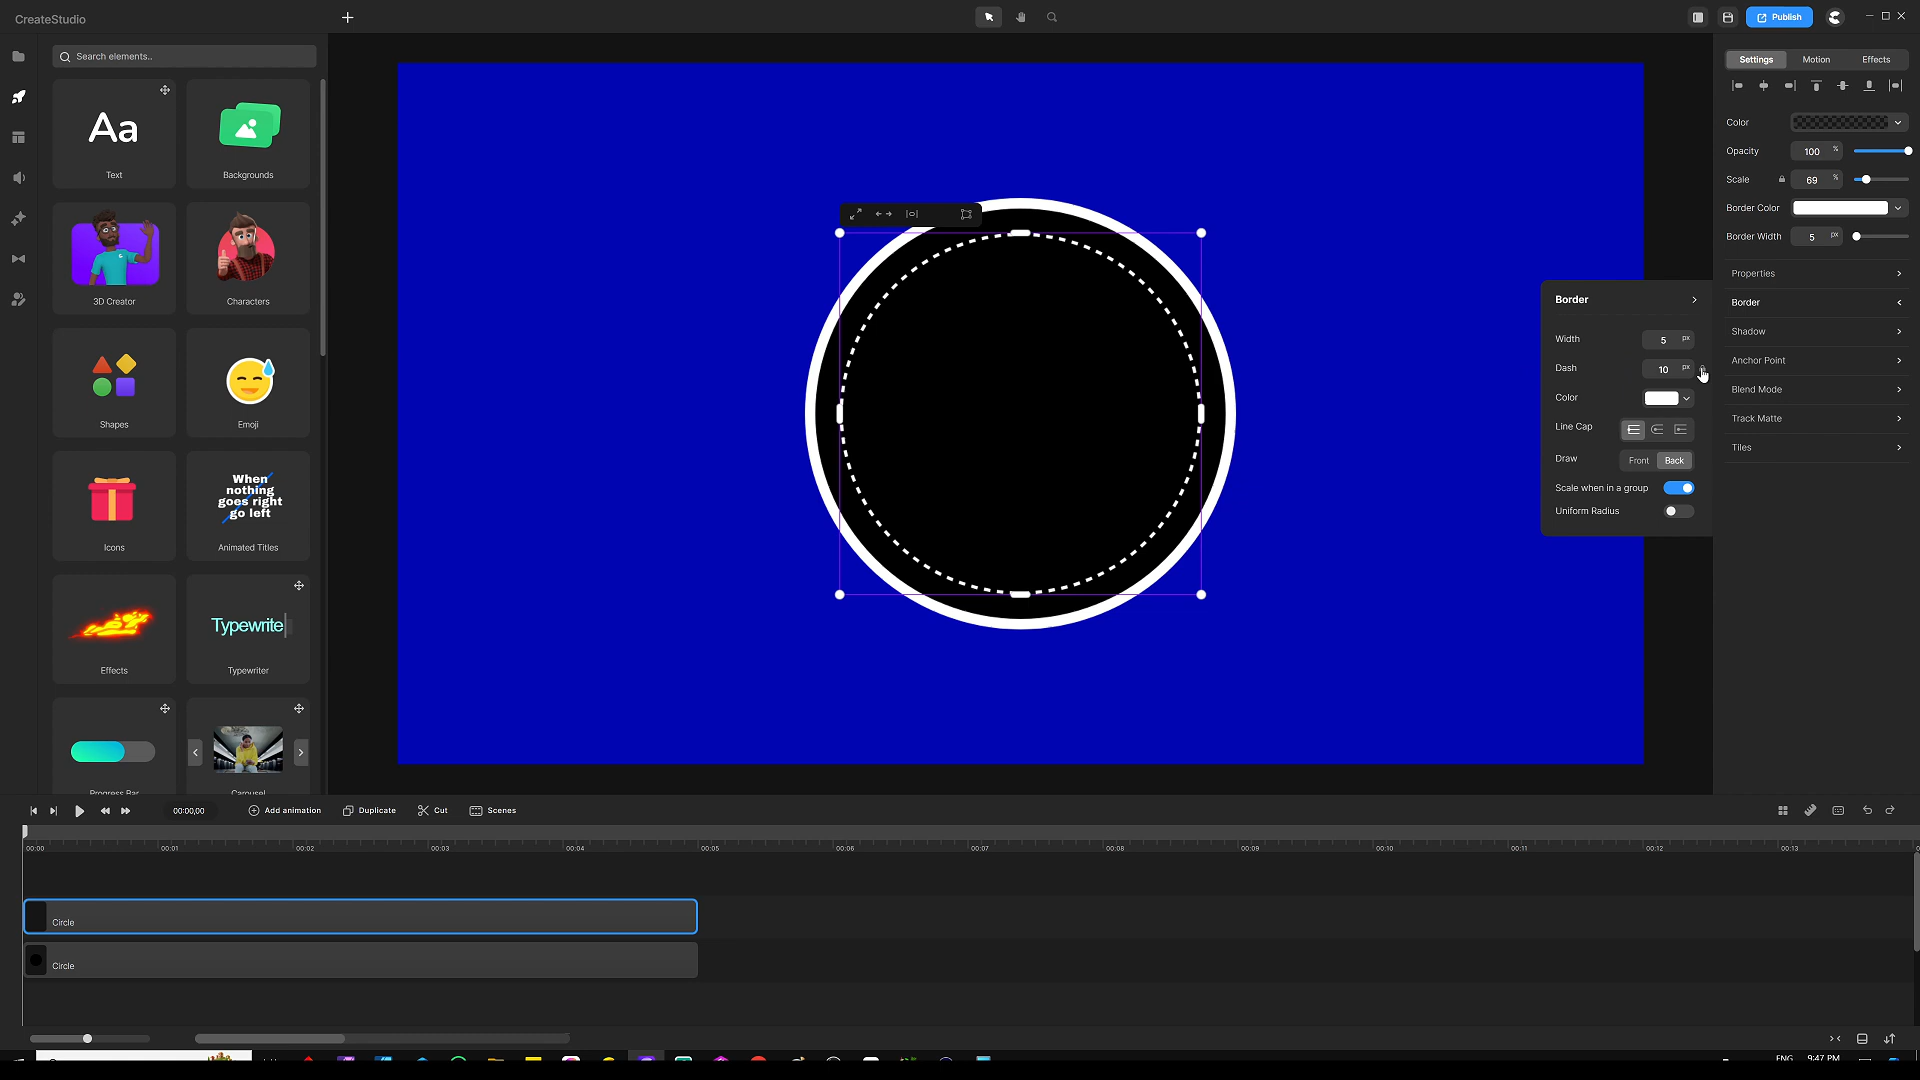 CreateStudio
Publish
Search elements..
Settings Motion Effects
Aa
Text
Backgrounds
Color
Opacity 100 %
Scale 69 %
Border Color
Border Width 5 px
Properties
Border
Shadow
Anchor Point
Blend Mode
Track Matte
Tiles
3D Creator
Characters
Border
Width 5 px
Dash 10 px
Color
Line Cap
Draw Front Back
Scale when in a group
Uniform Radius
Shapes
Emoji
When
nothing
goes right
go left
Icons
Animated Titles
Typewrite
Effects
Typewriter
Progress Bar
Carousel
00:00,00
Add animation
Duplicate
Cut
Scenes
00:00 00:01 00:02 00:03 00:04 00:05 00:06 00:07 00:08 00:09 00:10 00:11 00:12 00:13
Circle
Circle
ENG 9:47 PM